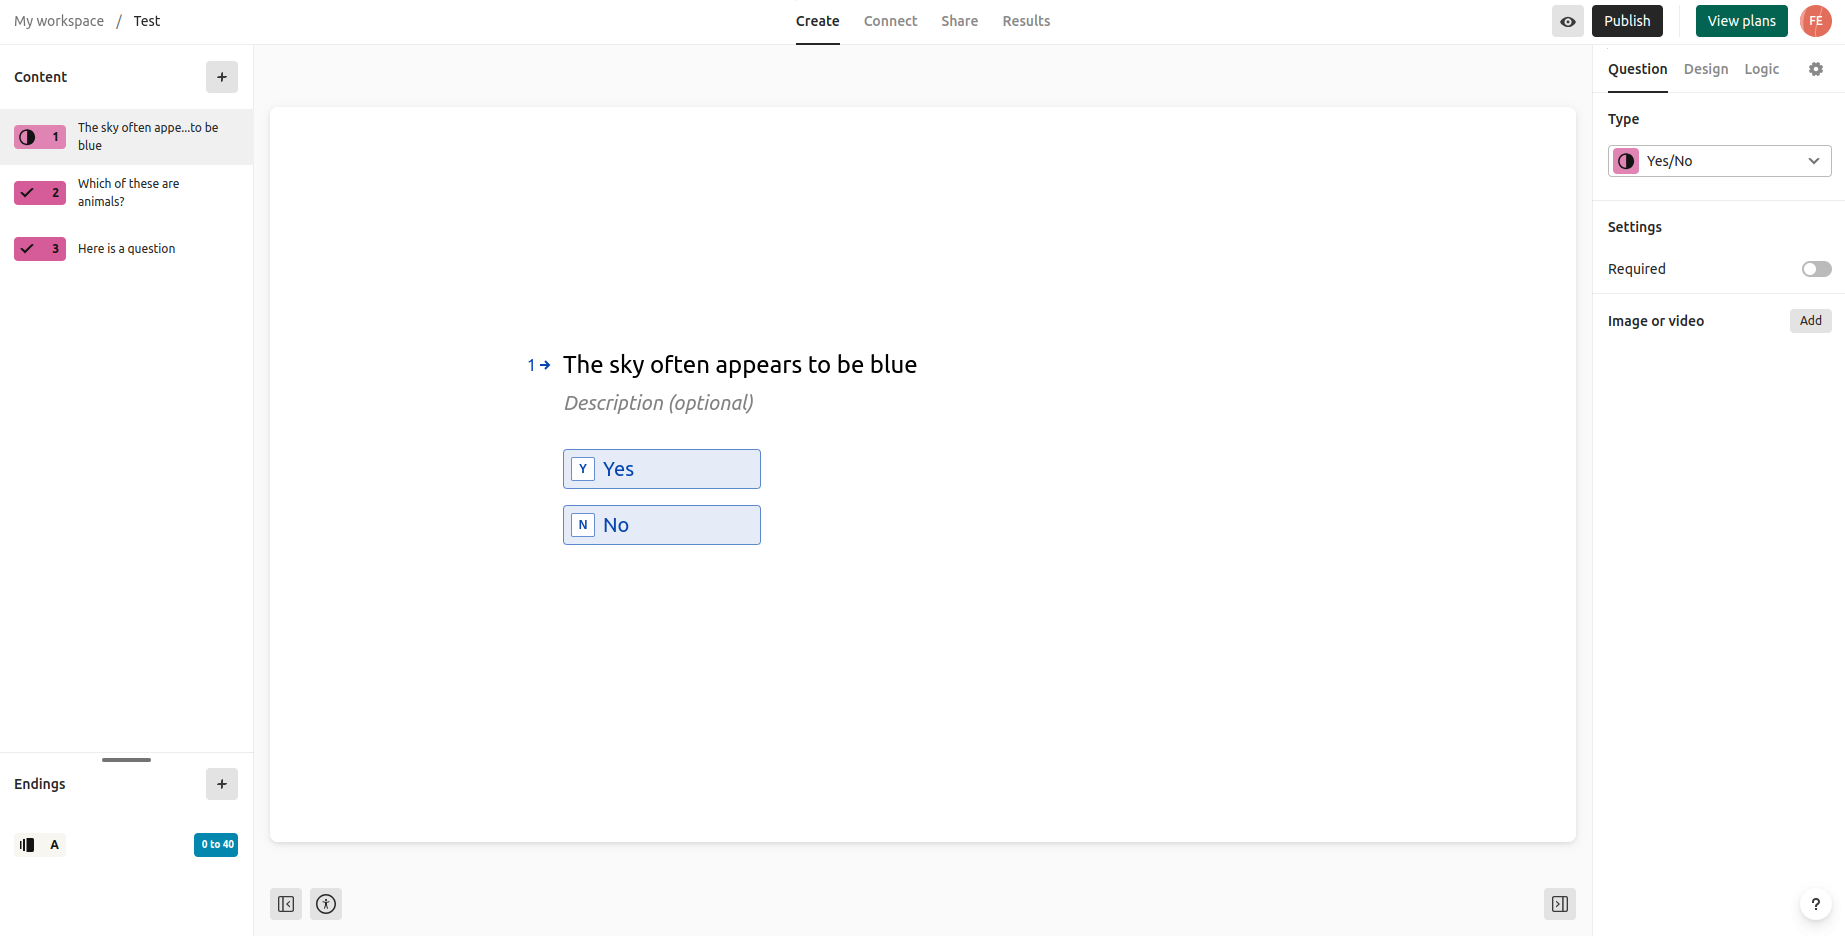 My workspace / Test
Create Connect Share Results
Publish
View plans
FE
Content
+
1 The sky often appe...to be
blue
2 Which of these are
animals?
3 Here is a question
Endings
+
A 0 to 40
1 → The sky often appears to be blue
Description (optional)
Y Yes
N No
Question Design Logic
Type
Yes/No
Settings
Required
Image or video Add
?